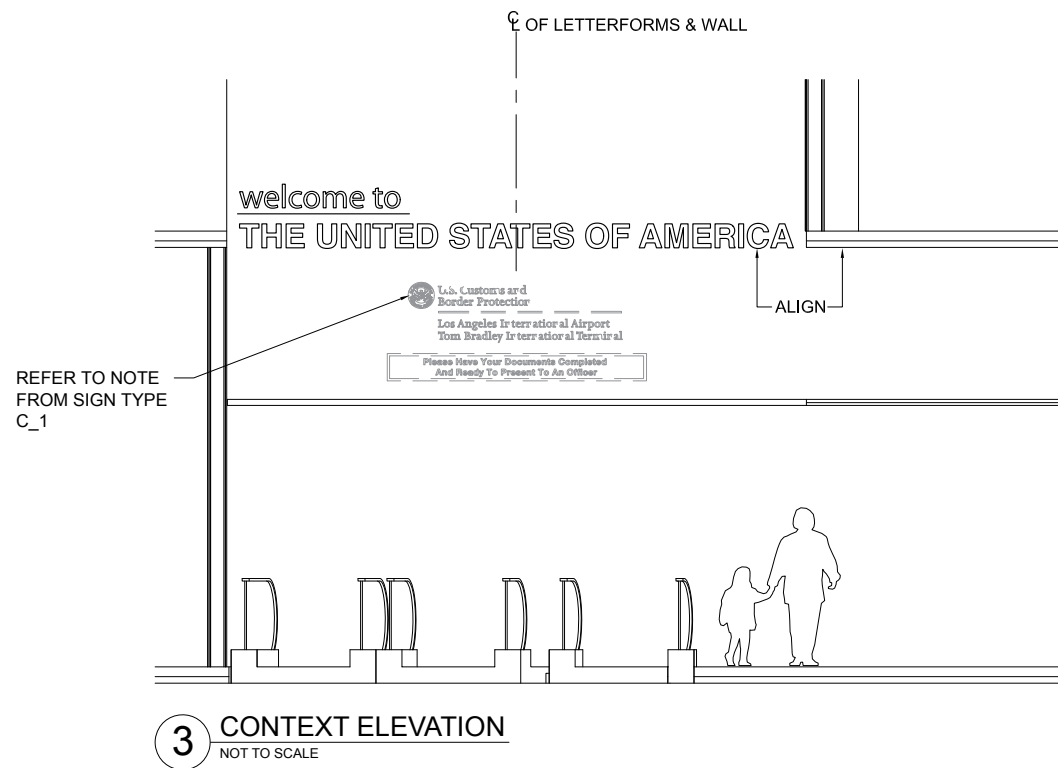 ℄ OF LETTERFORMS & WALL
welcome to
THE UNITED STATES OF AMERICA
U.S. Customs and
Border Protection
ALIGN
Los Angeles International Airport
Tom Bradley International Terminal
Please Have Your Documents Completed
And Ready To Present To An Officer
REFER TO NOTE
FROM SIGN TYPE
C_1
3 CONTEXT ELEVATION
NOT TO SCALE